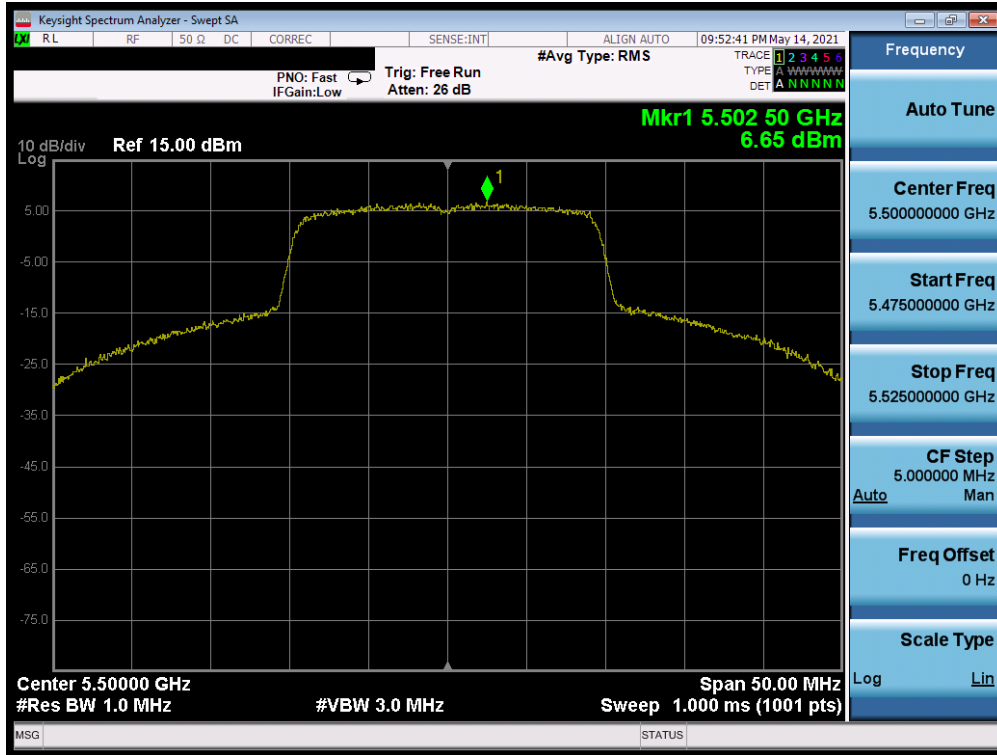 Keysight Spectrum Analyzer - Swept SA
LXI RL RF 50 Ω DC CORREC SENSE:INT ALIGN AUTO 09:52:41 PM May 14, 2021
#Avg Type: RMS
TRACE 1 2 3 4 5 6
TYPE A WWWWW
DET A N N N N N
PNO: Fast
IFGain:Low
Trig: Free Run
Atten: 26 dB
Mkr1 5.502 50 GHz
6.65 dBm
10 dB/div Ref 15.00 dBm
Log
1
5.00
-5.00
-15.0
-25.0
-35.0
-45.0
-55.0
-65.0
-75.0
Center 5.50000 GHz Span 50.00 MHz
#Res BW 1.0 MHz #VBW 3.0 MHz Sweep 1.000 ms (1001 pts)
MSG STATUS
Frequency
Auto Tune
Center Freq
5.500000000 GHz
Start Freq
5.475000000 GHz
Stop Freq
5.525000000 GHz
CF Step
5.000000 MHz
Auto Man
Freq Offset
0 Hz
Scale Type
Log Lin